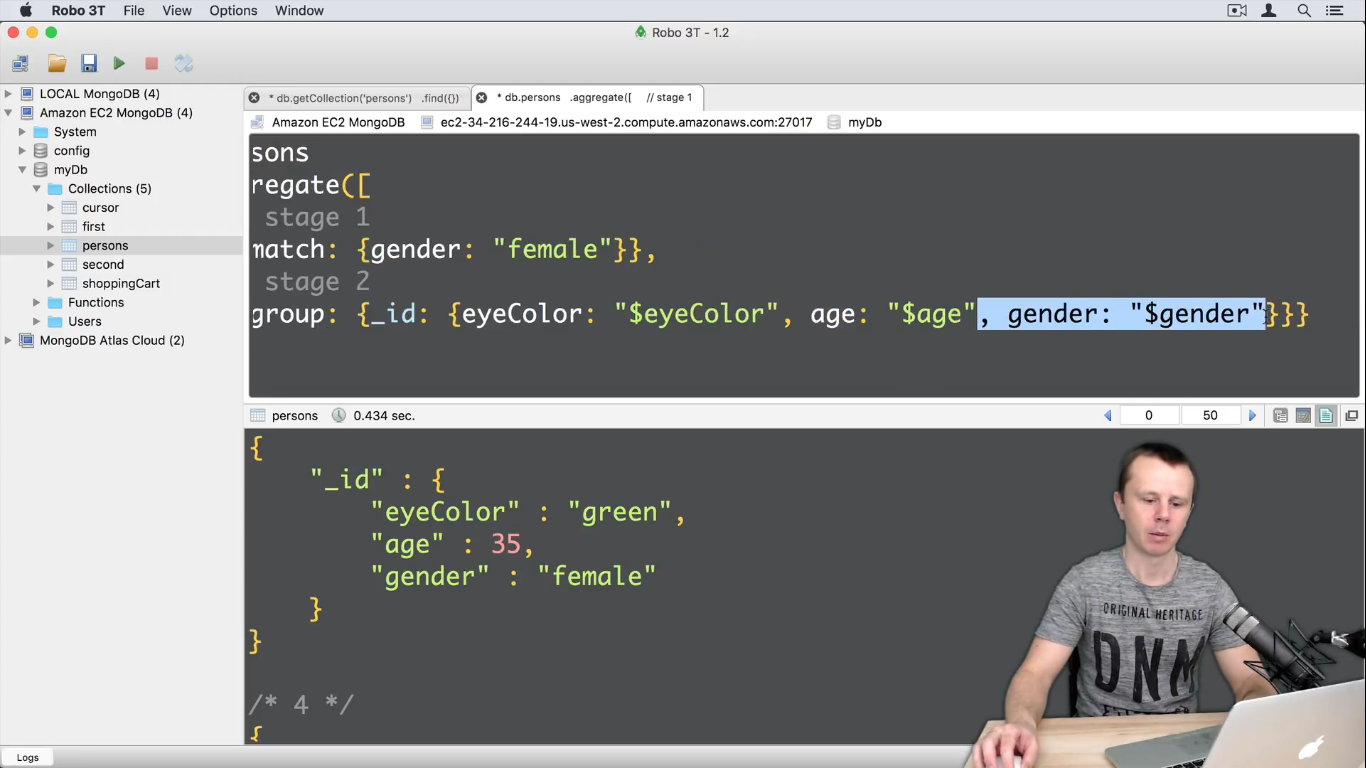 Robo 3T File View Options Window
Robo 3T - 1.2
LOCAL MongoDB (4)
Amazon EC2 MongoDB (4)
System
config
myDb
Collections (5)
cursor
first
persons
second
shoppingCart
Functions
Users
MongoDB Atlas Cloud (2)
* db.getCollection('persons') .find({})
* db.persons .aggregate([ // stage 1
Amazon EC2 MongoDB ec2-34-216-244-19.us-west-2.compute.amazonaws.com:27017 myDb
sons
regate([
stage 1
match: {gender: "female"}},
stage 2
group: {_id: {eyeColor: "$eyeColor", age: "$age", gender: "$gender"}}}
persons 0.434 sec. 0 50
{
"_id" : {
"eyeColor" : "green",
"age" : 35,
"gender" : "female"
}
}
/* 4 */
{
ORIGINAL HERITAGE
DNM
Logs